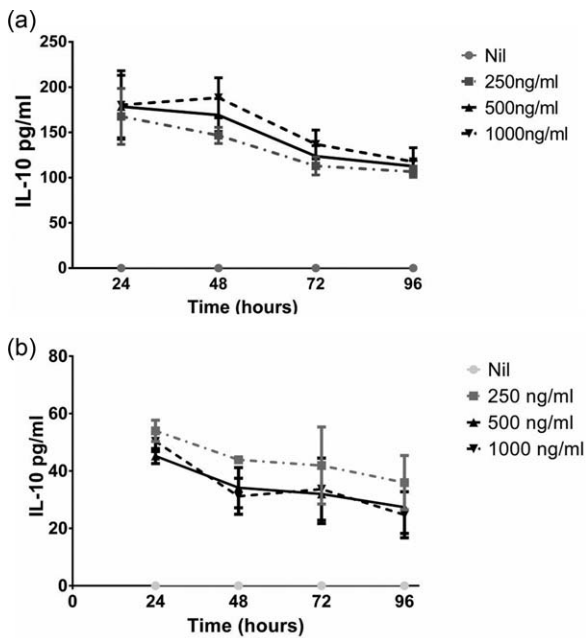 (a)
250
200
150
100
50
0
IL-10 pg/ml
24 48 72 96
Time (hours)
Nil
250ng/ml
500ng/ml
1000ng/ml
(b)
80
60
40
20
0
IL-10 pg/ml
0 24 48 72 96
Time (hours)
Nil
250 ng/ml
500 ng/ml
1000 ng/ml